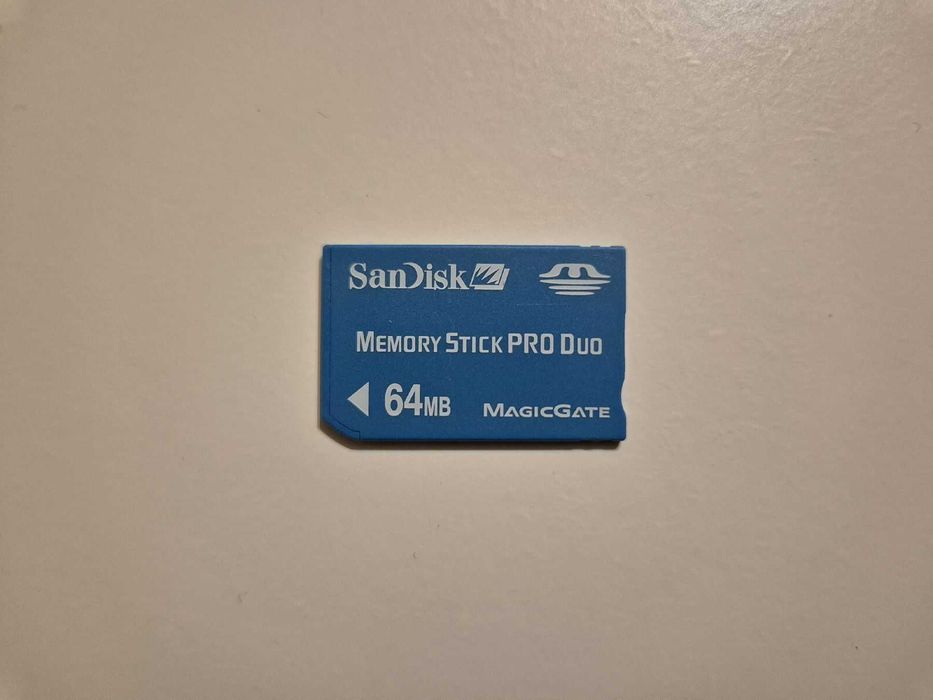 SanDisk
MEMORY STICK PRO DUO
64MB MAGICGATE